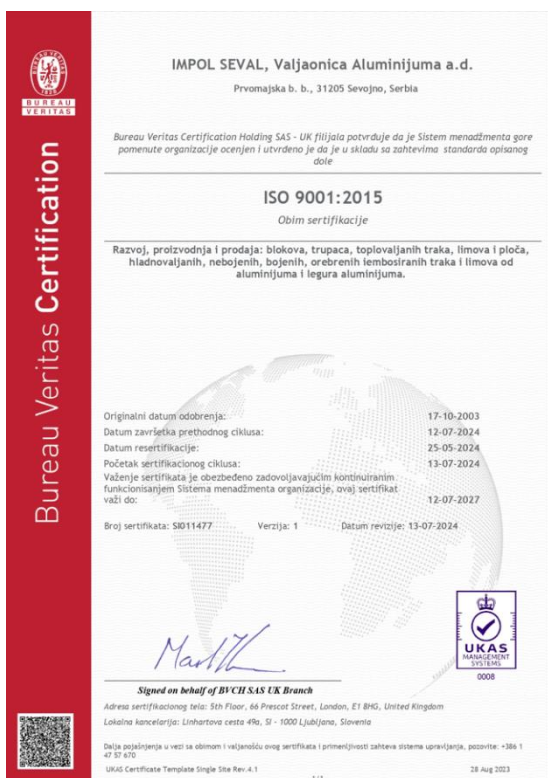 BUREAU
VERITAS
Bureau Veritas Certification
IMPOL SEVAL, Valjaonica Aluminijuma a.d.
Prvomajska b. b., 31205 Sevojno, Serbia
Bureau Veritas Certification Holding SAS - UK filijala potvrđuje da je Sistem menadžmenta gore
pomenute organizacije ocenjen i utvrđeno je da je u skladu sa zahtevima standarda opisanog
dole
ISO 9001:2015
Obim sertifikacije
Razvoj, proizvodnja i prodaja: blokova, trupaca, toplovaljanih traka, limova i ploča,
hladnovaljanih, nebojenih, bojenih, orebrenih iembosiranih traka i limova od
aluminijuma i legura aluminijuma.
Originalni datum odobrenja: 17-10-2003
Datum završetka prethodnog ciklusa: 12-07-2024
Datum resertifikacije: 25-05-2024
Početak sertifikacionog ciklusa: 13-07-2024
Važenje sertifikata je obezbeđeno zadovoljavajućim kontinuiranim
funkcionisanjem Sistema menadžmenta organizacije, ovaj sertifikat
važi do: 12-07-2027
Broj sertifikata: SI011477 Verzija: 1 Datum revizije: 13-07-2024
UKAS
MANAGEMENT
SYSTEMS
0008
Signed on behalf of BVCH SAS UK Branch
Adresa sertifikacionog tela: 5th Floor, 66 Prescot Street, London, E1 8HG, United Kingdom
Lokalna kancelarija: Linhartova cesta 49a, SI - 1000 Ljubljana, Slovenia
Dalja pojašnjenja u vezi sa obimom i valjanošću ovog sertifikata i primenljivosti zahteva sistema upravljanja, pozovite: +386 1
47 57 670
UKAS Certificate Template Single Site Rev.4.1 28 Aug 2023